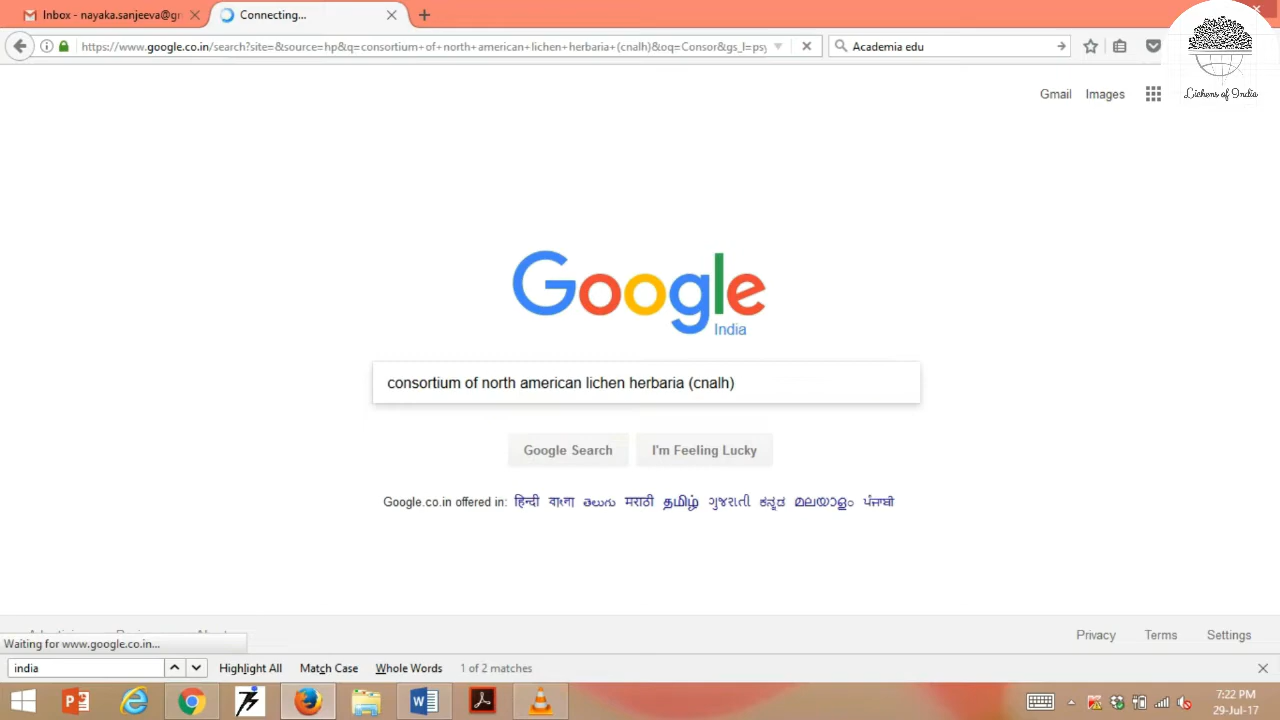 Inbox - nayaka.sanjeeva@gr
Connecting...
https://www.google.co.in/search?site=&source=hp&q=consortium+of+north+american+lichen+herbaria+(cnalh)&oq=Consor&gs_l=psy
Academia edu
Lichens of India
Gmail Images
Google
India
consortium of north american lichen herbaria (cnalh)
Google Search I'm Feeling Lucky
Google.co.in offered in: हिन्दी বাংলা తెలుగు मराठी தமிழ் ગુજરાતી ಕನ್ನಡ മലയാളം ਪੰਜਾਬੀ
Privacy Terms Settings
Waiting for www.google.co.in...
india Highlight All Match Case Whole Words 1 of 2 matches
7:22 PM
29-Jul-17